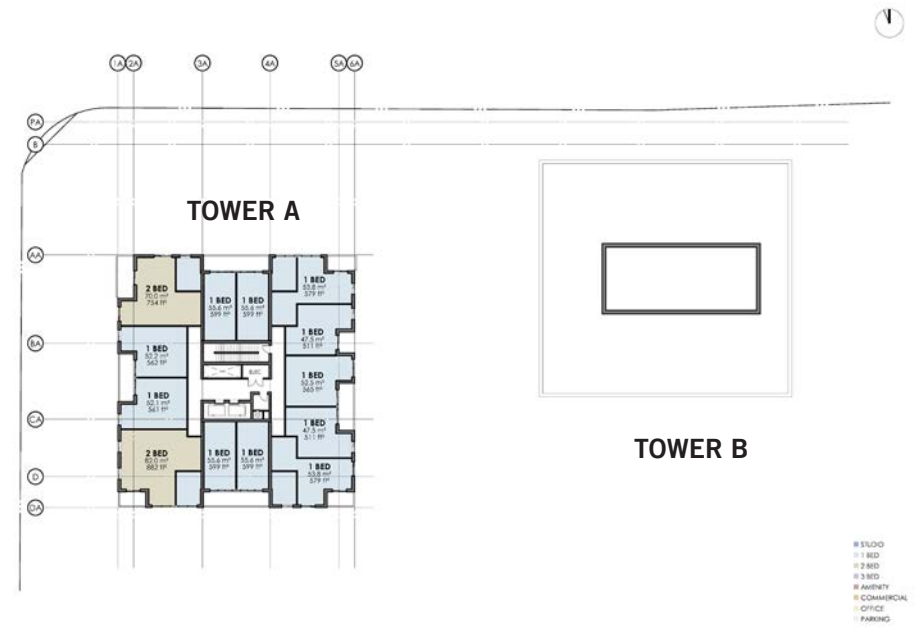 1A 2A 3A 4A 5A 6A
PA
B
TOWER A
AA
2 BED
70.0 m²
754 ft²
1 BED
55.6 m²
599 ft²
1 BED
55.6 m²
599 ft²
1 BED
53.8 m²
579 ft²
1 BED
47.5 m²
511 ft²
BA
1 BED
52.2 m²
562 ft²
ELEC.
1 BED
52.5 m²
565 ft²
1 BED
52.1 m²
561 ft²
CA
1 BED
47.5 m²
511 ft²
TOWER B
2 BED
82.0 m²
882 ft²
1 BED
55.6 m²
599 ft²
1 BED
55.6 m²
599 ft²
1 BED
53.8 m²
579 ft²
D
DA
STUDIO
1 BED
2 BED
3 BED
AMENITY
COMMERCIAL
OFFICE
PARKING